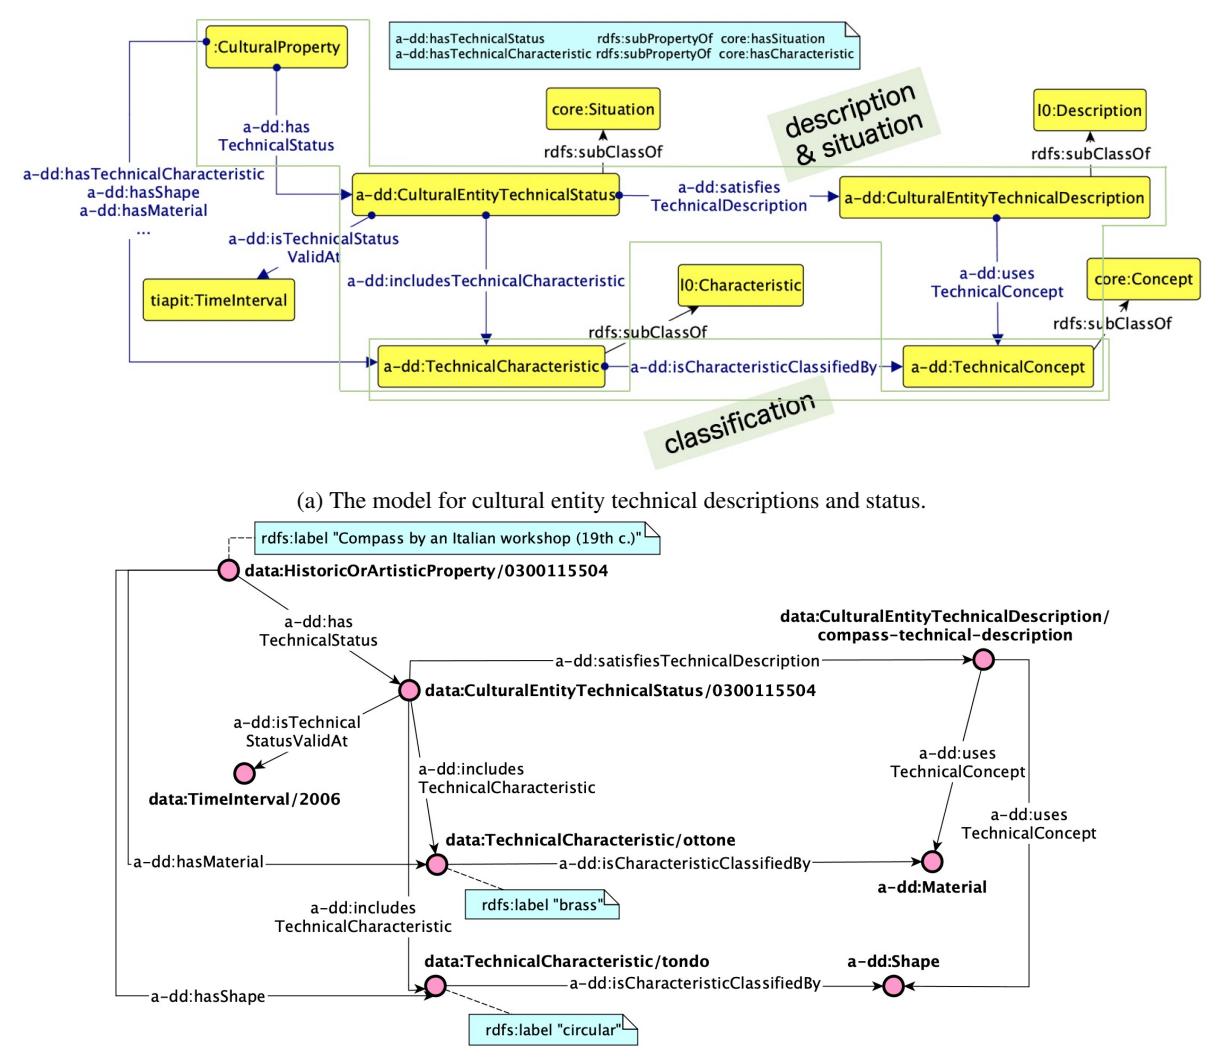 :CulturalProperty
a-dd:hasTechnicalStatus rdfs:subPropertyOf core:hasSituation
a-dd:hasTechnicalCharacteristic rdfs:subPropertyOf core:hasCharacteristic
core:Situation
description
& situation
l0:Description
a-dd:has
TechnicalStatus
rdfs:subClassOf
rdfs:subClassOf
a-dd:hasTechnicalCharacteristic
a-dd:hasShape
a-dd:hasMaterial
...
a-dd:CulturalEntityTechnicalStatus
a-dd:satisfies
TechnicalDescription
a-dd:CulturalEntityTechnicalDescription
a-dd:isTechnicalStatus
ValidAt
a-dd:includesTechnicalCharacteristic
tiapit:TimeInterval
l0:Characteristic
a-dd:uses
TechnicalConcept
core:Concept
rdfs:subClassOf
rdfs:subClassOf
a-dd:TechnicalCharacteristic
a-dd:isCharacteristicClassifiedBy
a-dd:TechnicalConcept
classification
(a) The model for cultural entity technical descriptions and status.
rdfs:label "Compass by an Italian workshop (19th c.)"
data:HistoricOrArtisticProperty/0300115504
a-dd:has
TechnicalStatus
data:CulturalEntityTechnicalDescription/
compass-technical-description
a-dd:satisfiesTechnicalDescription
data:CulturalEntityTechnicalStatus/0300115504
a-dd:isTechnical
StatusValidAt
data:TimeInterval/2006
a-dd:includes
TechnicalCharacteristic
a-dd:uses
TechnicalConcept
a-dd:uses
TechnicalConcept
data:TechnicalCharacteristic/ottone
a-dd:hasMaterial
a-dd:isCharacteristicClassifiedBy
a-dd:Material
rdfs:label "brass"
a-dd:includes
TechnicalCharacteristic
data:TechnicalCharacteristic/tondo
a-dd:Shape
a-dd:isCharacteristicClassifiedBy
a-dd:hasShape
rdfs:label "circular"